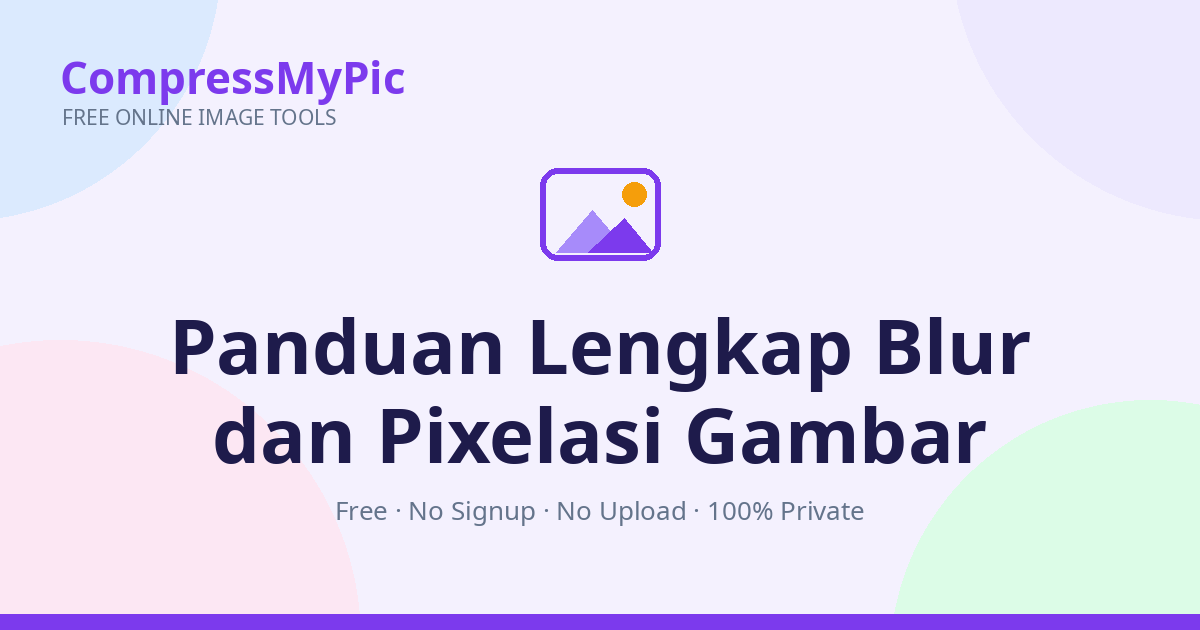 CompressMyPic
FREE ONLINE IMAGE TOOLS
Panduan Lengkap Blur
dan Pixelasi Gambar
Free · No Signup · No Upload · 100% Private